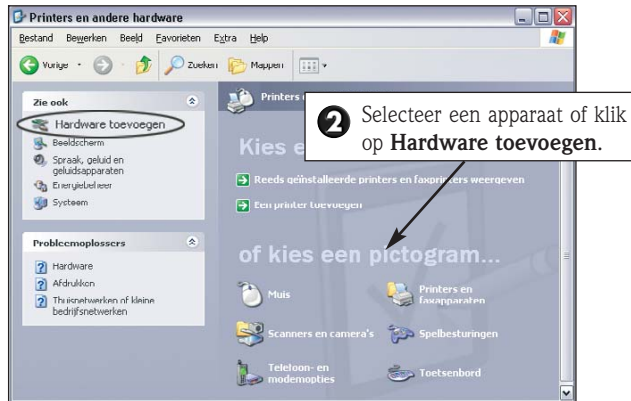 Printers en andere hardware
Bestand Bewerken Beeld Favorieten Extra Help
Vorige Zoeken Mappen
Zie ook
Hardware toevoegen
Beeldscherm
Spraak, geluid en
geluidsapparaten
Energiebeheer
Systeem
Probleemoplossers
Hardware
Afdrukken
Thuisnetwerken of kleine
bedrijfsnetwerken
Printers
2 Selecteer een apparaat of klik
op Hardware toevoegen.
Kies
Reeds geïnstalleerde printers en faxprinters weergeven
Een printer toevoegen
of kies een pictogram...
Muis
Printers en
faxapparaten
Scanners en camera's
Spelbesturingen
Telefoon- en
modemopties
Toetsenbord